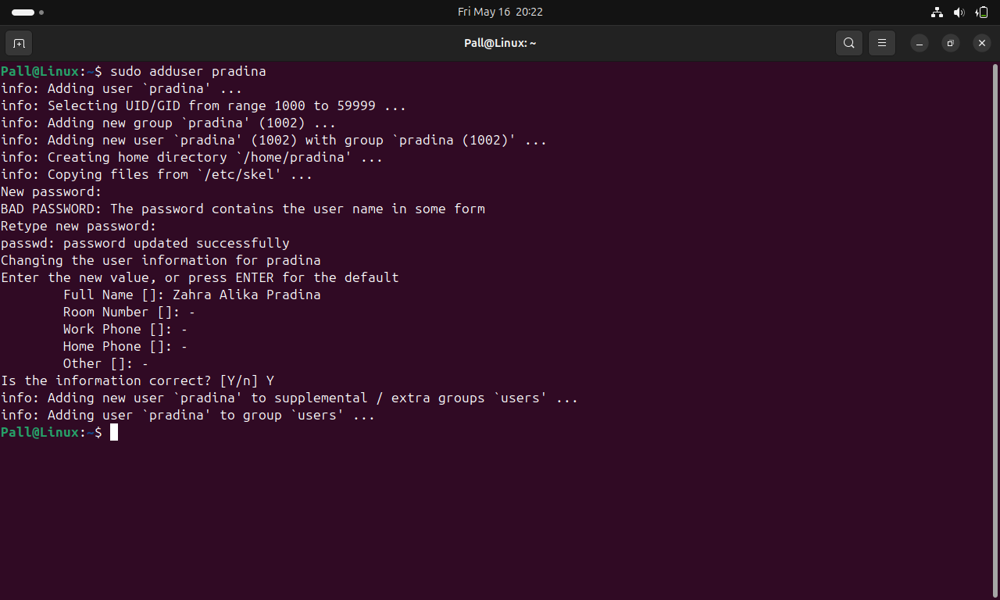 Fri May 16 20:22
Pall@Linux: ~
Pall@Linux:~$ sudo adduser pradina
info: Adding user `pradina' ...
info: Selecting UID/GID from range 1000 to 59999 ...
info: Adding new group `pradina' (1002) ...
info: Adding new user `pradina' (1002) with group `pradina (1002)' ...
info: Creating home directory `/home/pradina' ...
info: Copying files from `/etc/skel' ...
New password:
BAD PASSWORD: The password contains the user name in some form
Retype new password:
passwd: password updated successfully
Changing the user information for pradina
Enter the new value, or press ENTER for the default
        Full Name []: Zahra Alika Pradina
        Room Number []: -
        Work Phone []: -
        Home Phone []: -
        Other []: -
Is the information correct? [Y/n] Y
info: Adding new user `pradina' to supplemental / extra groups `users' ...
info: Adding user `pradina' to group `users' ...
Pall@Linux:~$